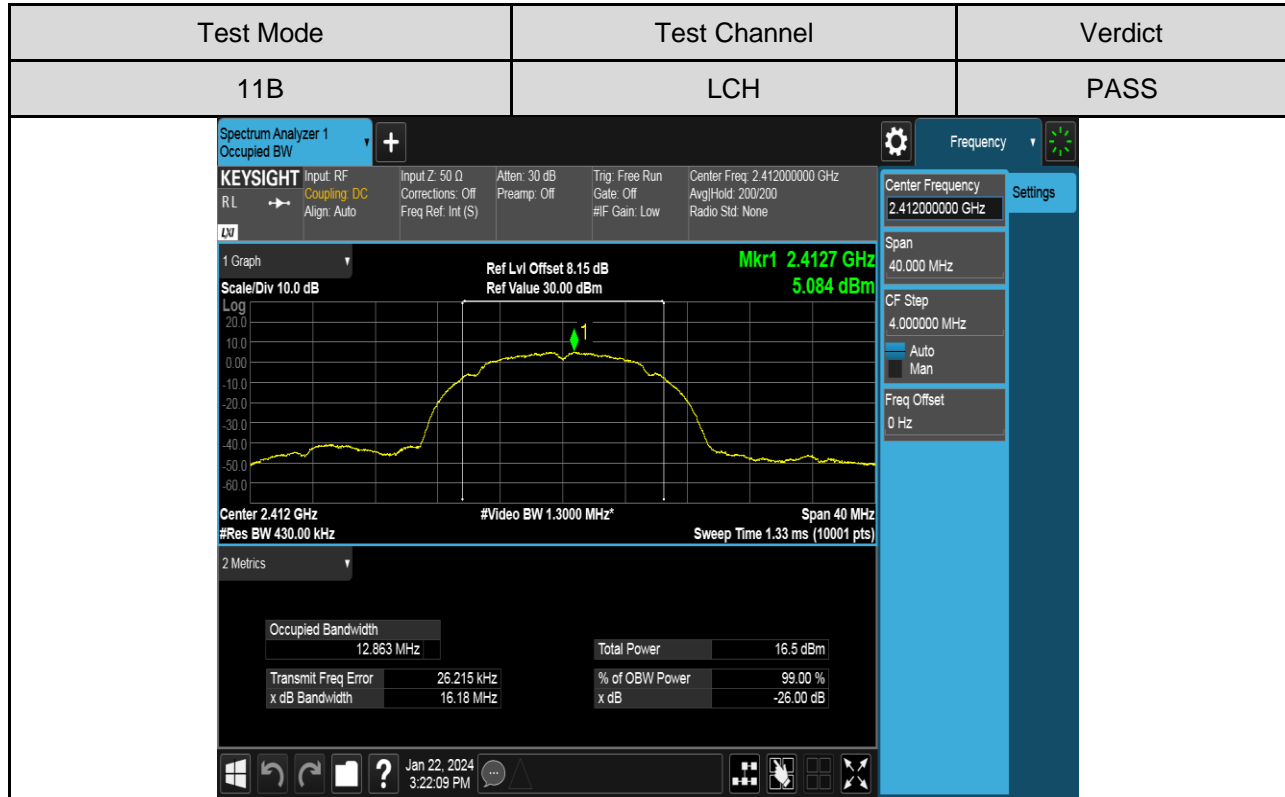 Test Mode Test Channel Verdict
11B LCH PASS
Spectrum Analyzer 1
Occupied BW
+
Frequency
KEYSIGHT Input: RF Input Z: 50 Ω Atten: 30 dB Trig: Free Run Center Freq: 2.412000000 GHz
RL Coupling: DC Corrections: Off Preamp: Off Gate: Off Avg|Hold: 200/200
Align: Auto Freq Ref: Int (S) #IF Gain: Low Radio Std: None
LXI
Center Frequency
2.412000000 GHz
Settings
Span
40.000 MHz
CF Step
4.000000 MHz
Auto
Man
Freq Offset
0 Hz
1 Graph Ref Lvl Offset 8.15 dB Mkr1 2.4127 GHz
Scale/Div 10.0 dB Ref Value 30.00 dBm 5.084 dBm
Log
20.0
10.0
0.00
-10.0
-20.0
-30.0
-40.0
-50.0
-60.0
1
Center 2.412 GHz #Video BW 1.3000 MHz* Span 40 MHz
#Res BW 430.00 kHz Sweep Time 1.33 ms (10001 pts)
2 Metrics
Occupied Bandwidth
12.863 MHz Total Power 16.5 dBm
Transmit Freq Error 26.215 kHz % of OBW Power 99.00 %
x dB Bandwidth 16.18 MHz x dB -26.00 dB
? Jan 22, 2024
3:22:09 PM